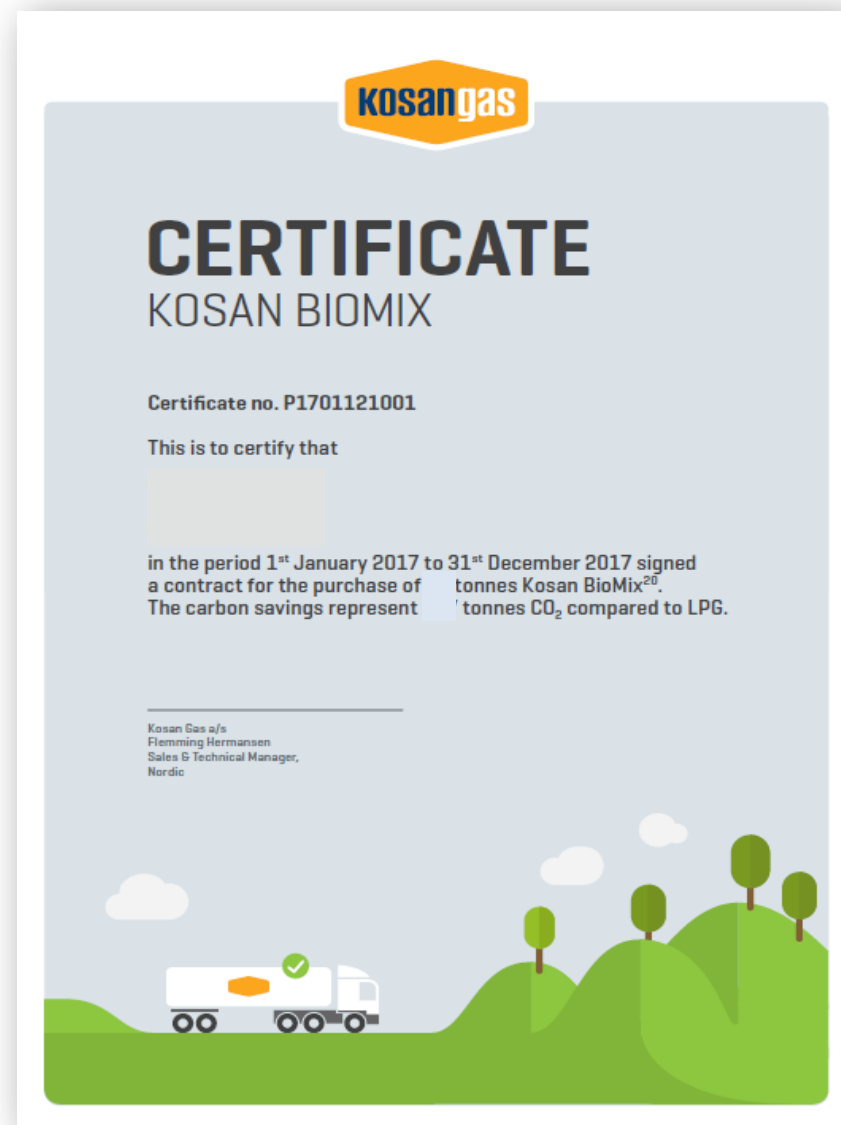 Kosangas
CERTIFICATE
KOSAN BIOMIX
Certificate no. P1701121001
This is to certify that
in the period 1st January 2017 to 31st December 2017 signed
a contract for the purchase of tonnes Kosan BioMix²⁰.
The carbon savings represent tonnes CO₂ compared to LPG.
Kosan Gas a/s
Flemming Hermansen
Sales & Technical Manager,
Nordic